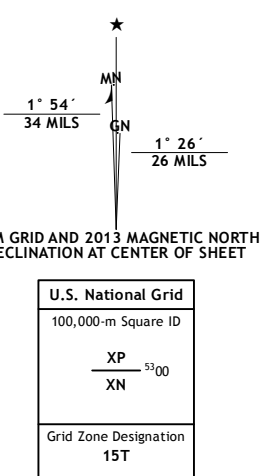 ★
MN
1° 54´
34 MILS
GN
1° 26´
26 MILS
M GRID AND 2013 MAGNETIC NORTH
ECLINATION AT CENTER OF SHEET
U.S. National Grid
100,000-m Square ID
XP
5300
XN
Grid Zone Designation
15T